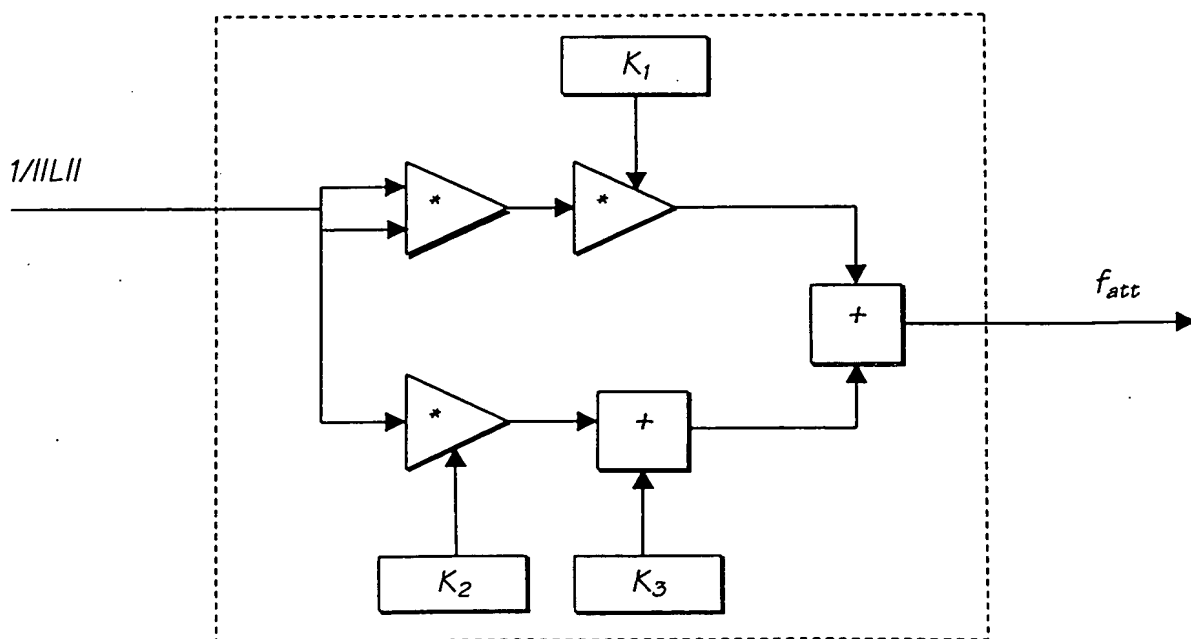 K₁
1/||L||
*
*
+
f_att
*
+
K₂
K₃